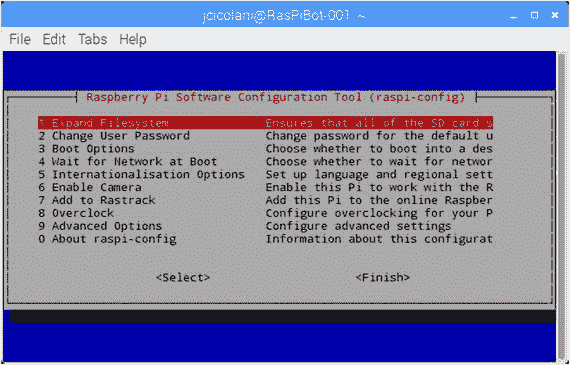 jcicolani@RasPiBot-001: ~
File Edit Tabs Help
Raspberry Pi Software Configuration Tool (raspi-config)
1 Expand Filesystem Ensures that all of the SD card s
2 Change User Password Change password for the default u
3 Boot Options Choose whether to boot into a des
4 Wait for Network at Boot Choose whether to wait for networ
5 Internationalisation Options Set up language and regional sett
6 Enable Camera Enable this Pi to work with the R
7 Add to Rastrack Add this Pi to the online Raspber
8 Overclock Configure overclocking for your P
9 Advanced Options Configure advanced settings
0 About raspi-config Information about this configurat
<Select> <Finish>